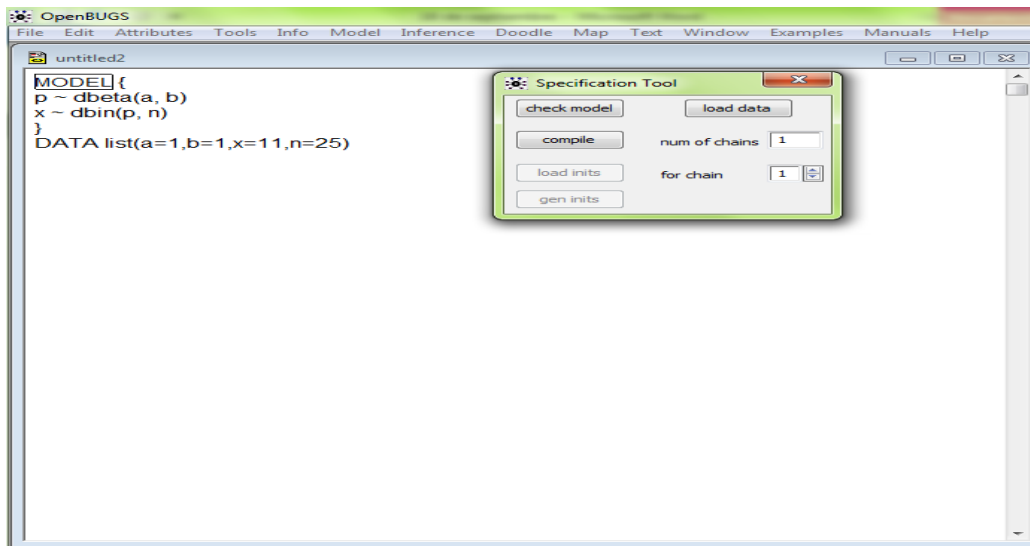 OpenBUGS
File Edit Attributes Tools Info Model Inference Doodle Map Text Window Examples Manuals Help
untitled2
MODEL {
p ~ dbeta(a, b)
x ~ dbin(p, n)
}
DATA list(a=1,b=1,x=11,n=25)
Specification Tool
check model load data
compile num of chains 1
load inits for chain 1
gen inits